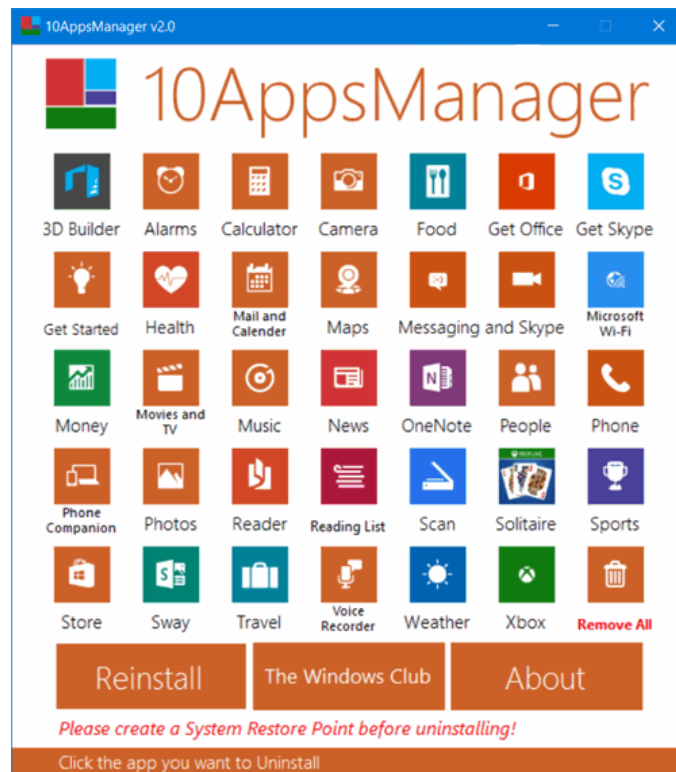 10AppsManager v2.0
10AppsManager
3D Builder Alarms Calculator Camera Food Get Office Get Skype
Get Started Health Mail and Calender Maps Messaging and Skype Microsoft Wi-Fi
Money Movies and TV Music News OneNote People Phone
Phone Companion Photos Reader Reading List Scan Solitaire Sports
Store Sway Travel Voice Recorder Weather Xbox Remove All
Reinstall The Windows Club About
Please create a System Restore Point before uninstalling!
Click the app you want to Uninstall